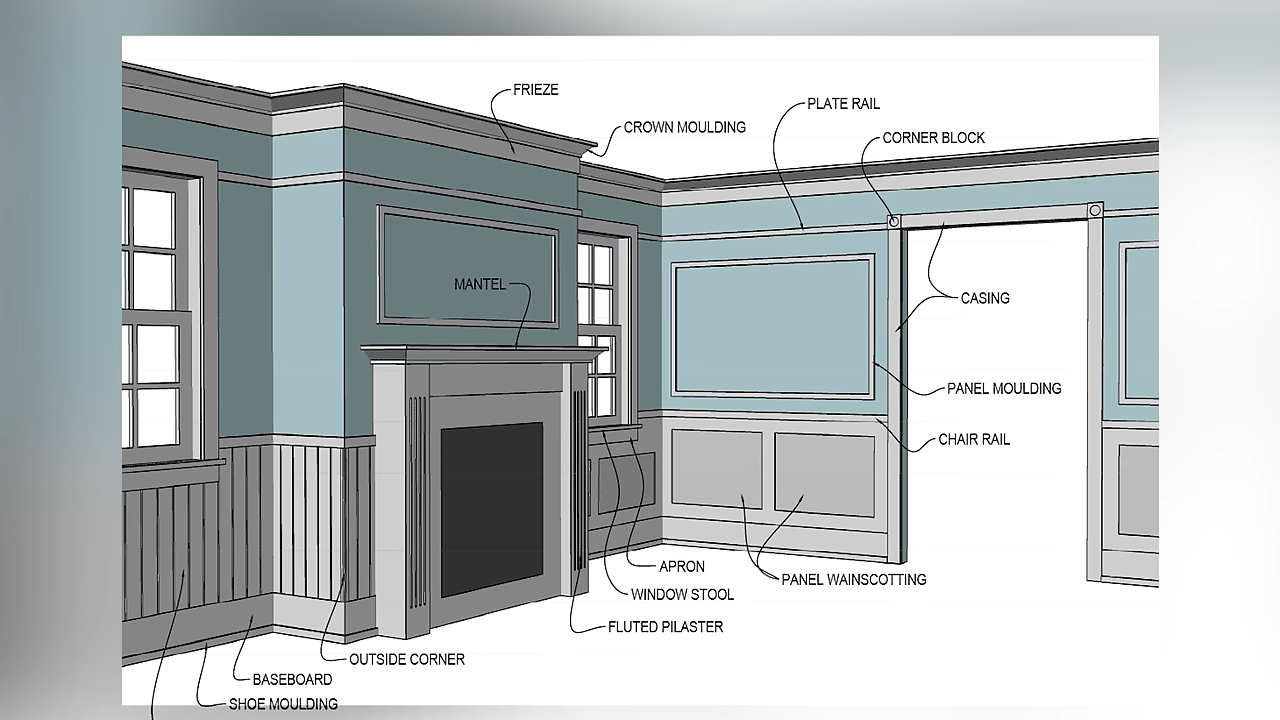 FRIEZE
PLATE RAIL
CROWN MOULDING
CORNER BLOCK
MANTEL
CASING
PANEL MOULDING
CHAIR RAIL
APRON
PANEL WAINSCOTTING
WINDOW STOOL
FLUTED PILASTER
OUTSIDE CORNER
BASEBOARD
SHOE MOULDING